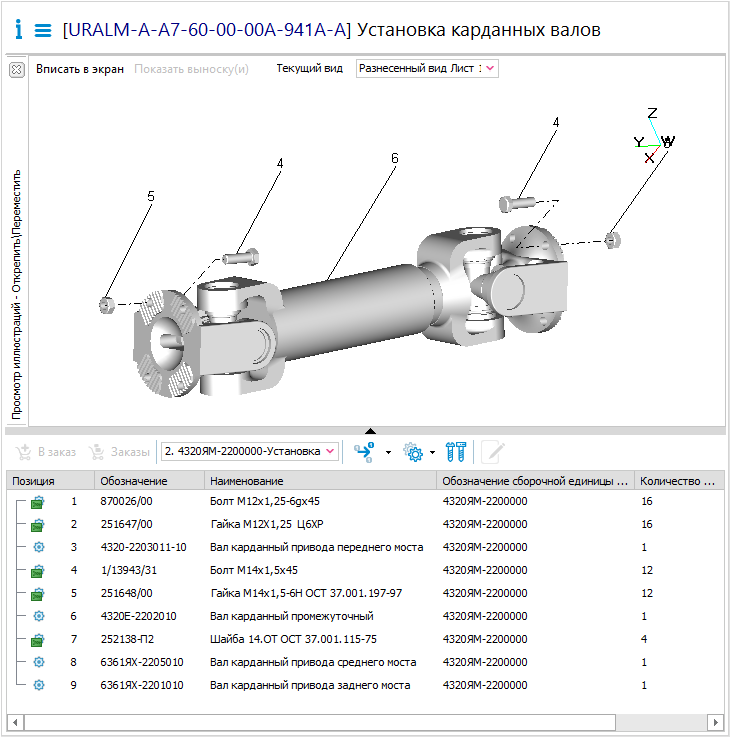 [URALM-A-A7-60-00-00A-941A-A] Установка карданных валов
Вписать в экран Показать выноску(и) Текущий вид Разнесенный вид Лист 1
Просмотр иллюстраций - Открепить\Переместить
Z
Y
W
X
4
4
6
5
В заказ Заказы 2. 4320ЯМ-2200000-Установка
Позиция Обозначение Наименование Обозначение сборочной единицы ... Количество ...
1 870026/00 Болт М12х1,25-6gх45 4320ЯМ-2200000 16
2 251647/00 Гайка М12Х1,25 Ц6ХР 4320ЯМ-2200000 16
3 4320-2203011-10 Вал карданный привода переднего моста 4320ЯМ-2200000 1
4 1/13943/31 Болт М14х1,5х45 4320ЯМ-2200000 12
5 251648/00 Гайка М14х1,5-6Н ОСТ 37.001.197-97 4320ЯМ-2200000 12
6 4320Е-2202010 Вал карданный промежуточный 4320ЯМ-2200000 1
7 252138-П2 Шайба 14.ОТ ОСТ 37.001.115-75 4320ЯМ-2200000 4
8 6361ЯХ-2205010 Вал карданный привода среднего моста 4320ЯМ-2200000 1
9 6361ЯХ-2201010 Вал карданный привода заднего моста 4320ЯМ-2200000 1